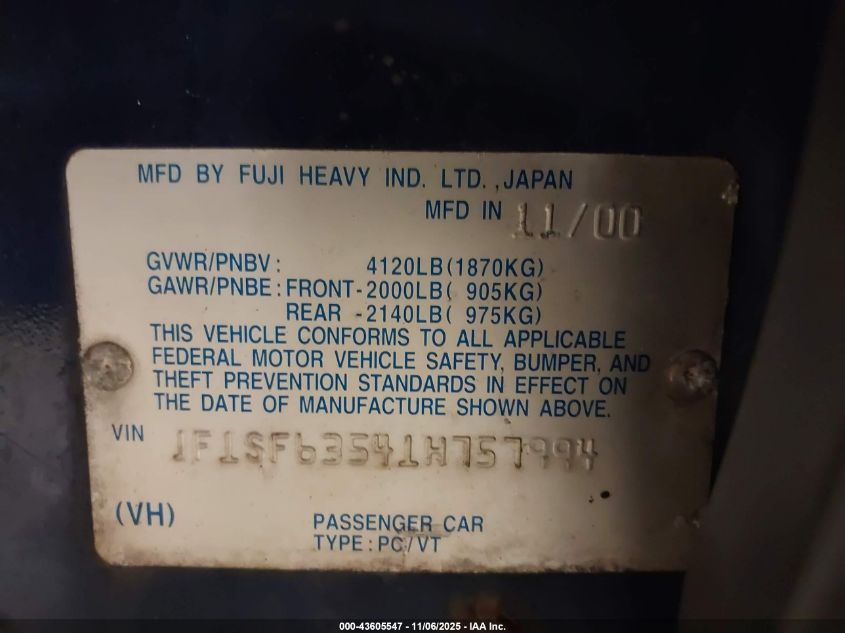 MFD BY FUJI HEAVY IND. LTD.,JAPAN
MFD IN 11/00
GVWR/PNBV: 4120LB(1870KG)
GAWR/PNBE: FRONT-2000LB( 905KG)
REAR -2140LB( 975KG)
THIS VEHICLE CONFORMS TO ALL APPLICABLE
FEDERAL MOTOR VEHICLE SAFETY, BUMPER, AND
THEFT PREVENTION STANDARDS IN EFFECT ON
THE DATE OF MANUFACTURE SHOWN ABOVE.
VIN JF1SF63541H757994
(VH)
PASSENGER CAR
TYPE:PC/VT
000-43605547 - 11/06/2025 - IAA Inc.